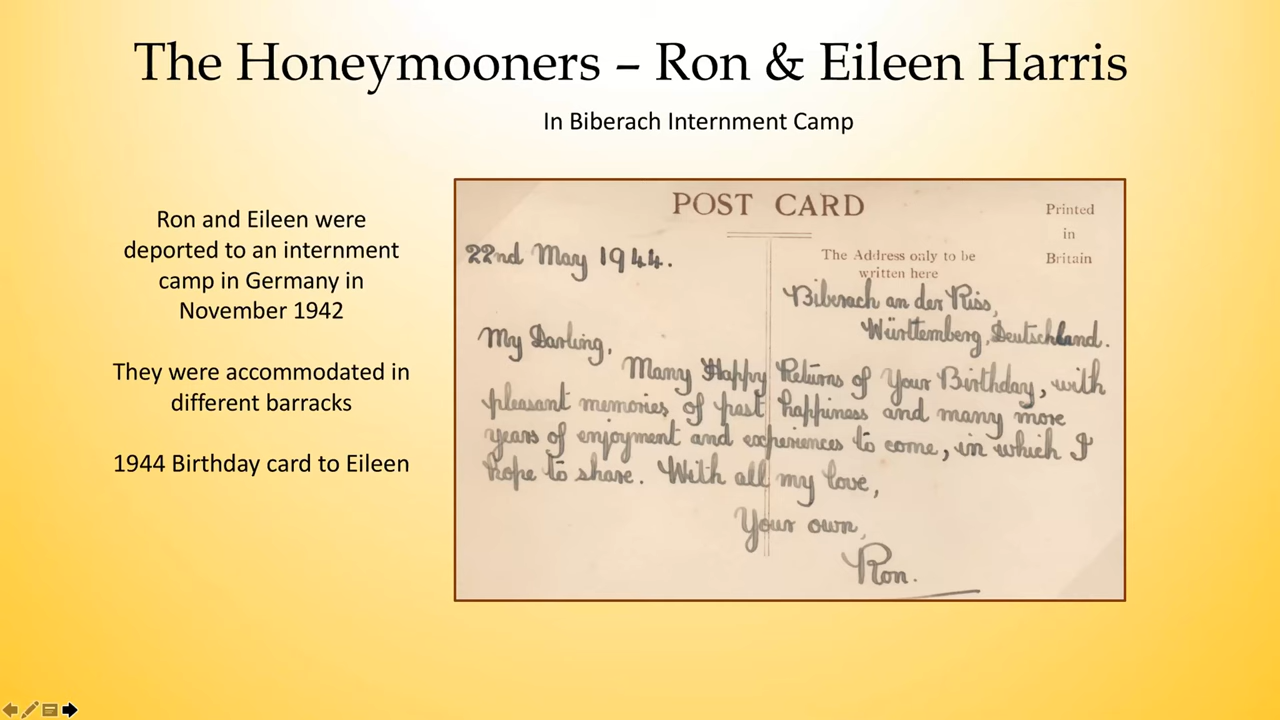 The Honeymooners – Ron & Eileen Harris
In Biberach Internment Camp
Ron and Eileen were
deported to an internment
camp in Germany in
November 1942
They were accommodated in
different barracks
1944 Birthday card to Eileen
POST CARD
Printed
in
Britain
The Address only to be
written here
22nd May 1944.
Biberach an der Riss,
Württemberg, Deutschland.
My Darling,
Many Happy Returns of Your Birthday, with
pleasant memories of past happiness and many more
years of enjoyment and experiences to come, in which I
hope to share. With all my love,
Your own,
Ron.